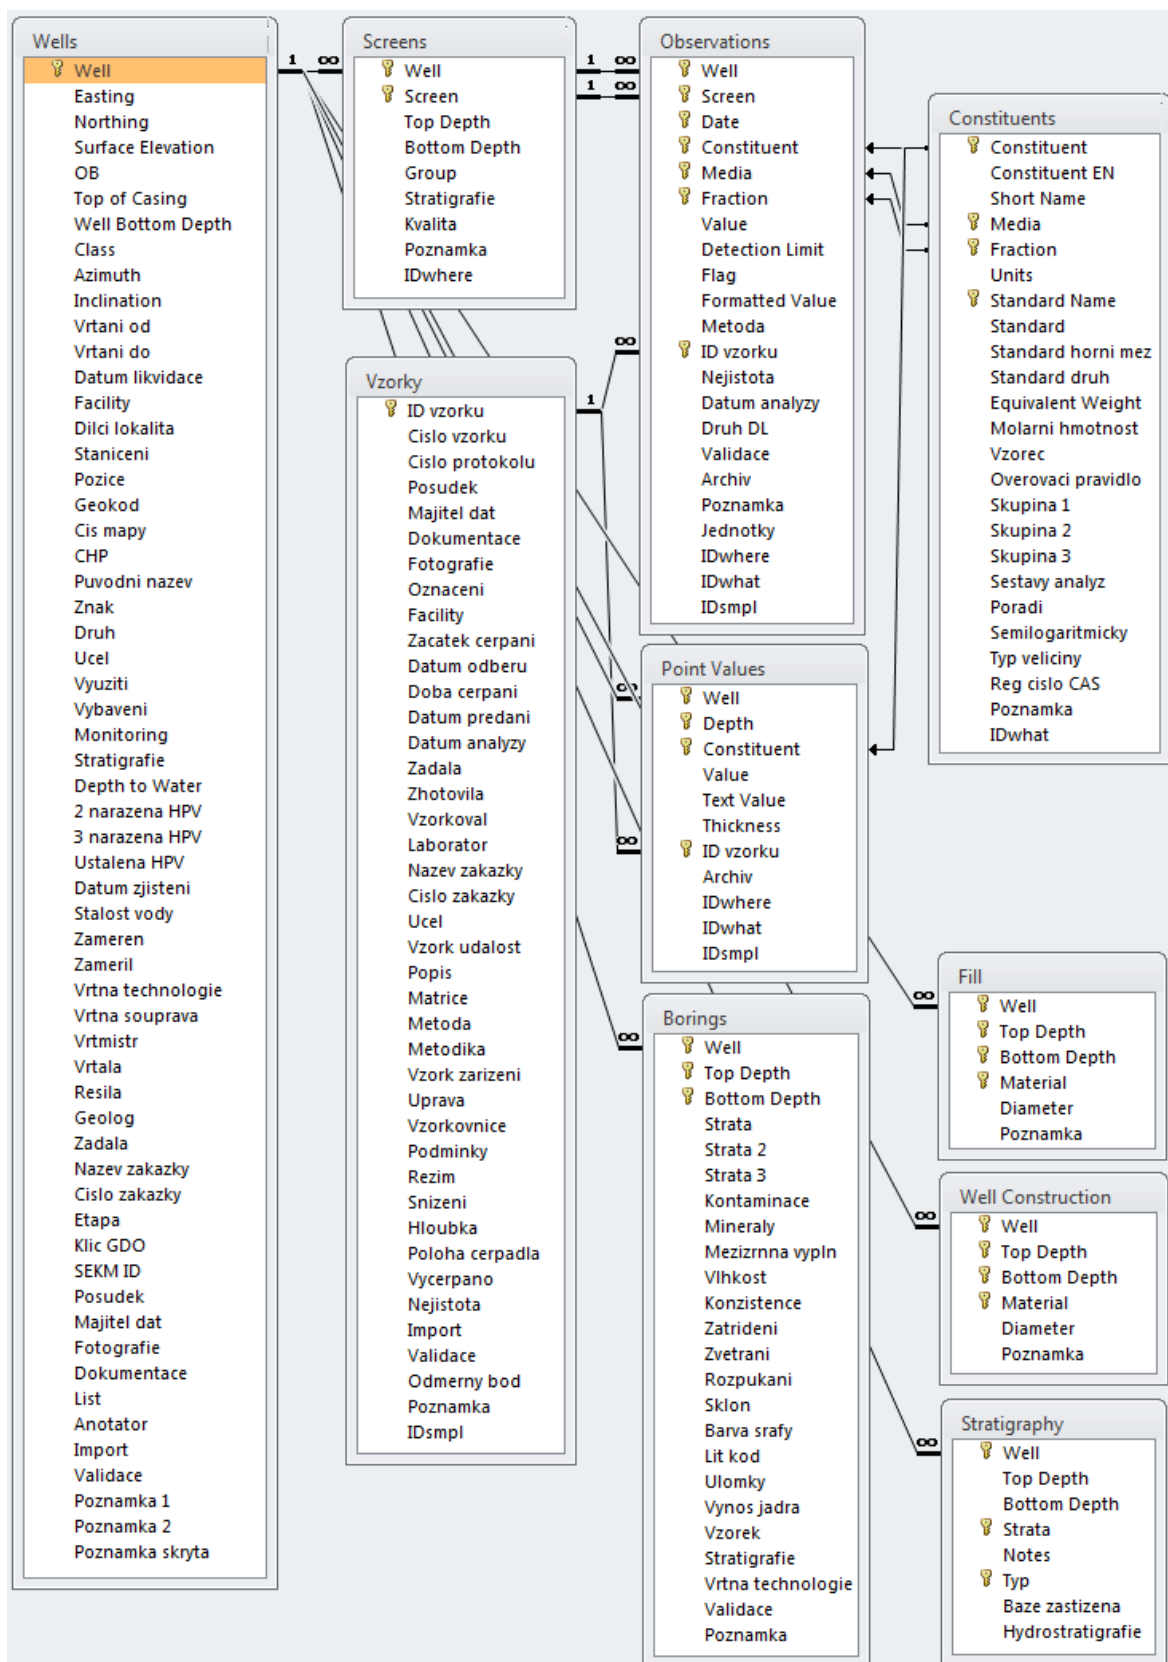 Wells
Well
Easting
Northing
Surface Elevation
OB
Top of Casing
Well Bottom Depth
Class
Azimuth
Inclination
Vrtani od
Vrtani do
Datum likvidace
Facility
Dilci lokalita
Staniceni
Pozice
Geokod
Cis mapy
CHP
Puvodni nazev
Znak
Druh
Ucel
Vyuziti
Vybaveni
Monitoring
Stratigrafie
Depth to Water
2 narazena HPV
3 narazena HPV
Ustalena HPV
Datum zjisteni
Stalost vody
Zameren
Zameril
Vrtna technologie
Vrtna souprava
Vrtmistr
Vrtala
Resila
Geolog
Zadala
Nazev zakazky
Cislo zakazky
Etapa
Klic GDO
SEKM ID
Posudek
Majitel dat
Fotografie
Dokumentace
List
Anotator
Import
Validace
Poznamka 1
Poznamka 2
Poznamka skryta
1 ∞
Screens
Well
Screen
Top Depth
Bottom Depth
Group
Stratigrafie
Kvalita
Poznamka
IDwhere
1 ∞
1 ∞
Vzorky
ID vzorku
Cislo vzorku
Cislo protokolu
Posudek
Majitel dat
Dokumentace
Fotografie
Oznaceni
Facility
Zacatek cerpani
Datum odberu
Doba cerpani
Datum predani
Datum analyzy
Zadala
Zhotovila
Vzorkoval
Laborator
Nazev zakazky
Cislo zakazky
Ucel
Vzork udalost
Popis
Matrice
Metoda
Metodika
Vzork zarizeni
Uprava
Vzorkovnice
Podminky
Rezim
Snizeni
Hloubka
Poloha cerpadla
Vycerpano
Nejistota
Import
Validace
Odmerny bod
Poznamka
IDsmpl
∞
1
∞
∞
∞
Observations
Well
Screen
Date
Constituent
Media
Fraction
Value
Detection Limit
Flag
Formatted Value
Metoda
ID vzorku
Nejistota
Datum analyzy
Druh DL
Validace
Archiv
Poznamka
Jednotky
IDwhere
IDwhat
IDsmpl
Point Values
Well
Depth
Constituent
Value
Text Value
Thickness
ID vzorku
Archiv
IDwhere
IDwhat
IDsmpl
Borings
Well
Top Depth
Bottom Depth
Strata
Strata 2
Strata 3
Kontaminace
Mineraly
Mezizrnna vypln
Vlhkost
Konzistence
Zatrideni
Zvetrani
Rozpukani
Sklon
Barva srafy
Lit kod
Ulomky
Vynos jadra
Vzorek
Stratigrafie
Vrtna technologie
Validace
Poznamka
Constituents
Constituent
Constituent EN
Short Name
Media
Fraction
Units
Standard Name
Standard
Standard horni mez
Standard druh
Equivalent Weight
Molarni hmotnost
Vzorec
Overovaci pravidlo
Skupina 1
Skupina 2
Skupina 3
Sestavy analyz
Poradi
Semilogaritmicky
Typ veliciny
Reg cislo CAS
Poznamka
IDwhat
∞
Fill
Well
Top Depth
Bottom Depth
Material
Diameter
Poznamka
∞
Well Construction
Well
Top Depth
Bottom Depth
Material
Diameter
Poznamka
∞
Stratigraphy
Well
Top Depth
Bottom Depth
Strata
Notes
Typ
Baze zastizena
Hydrostratigrafie